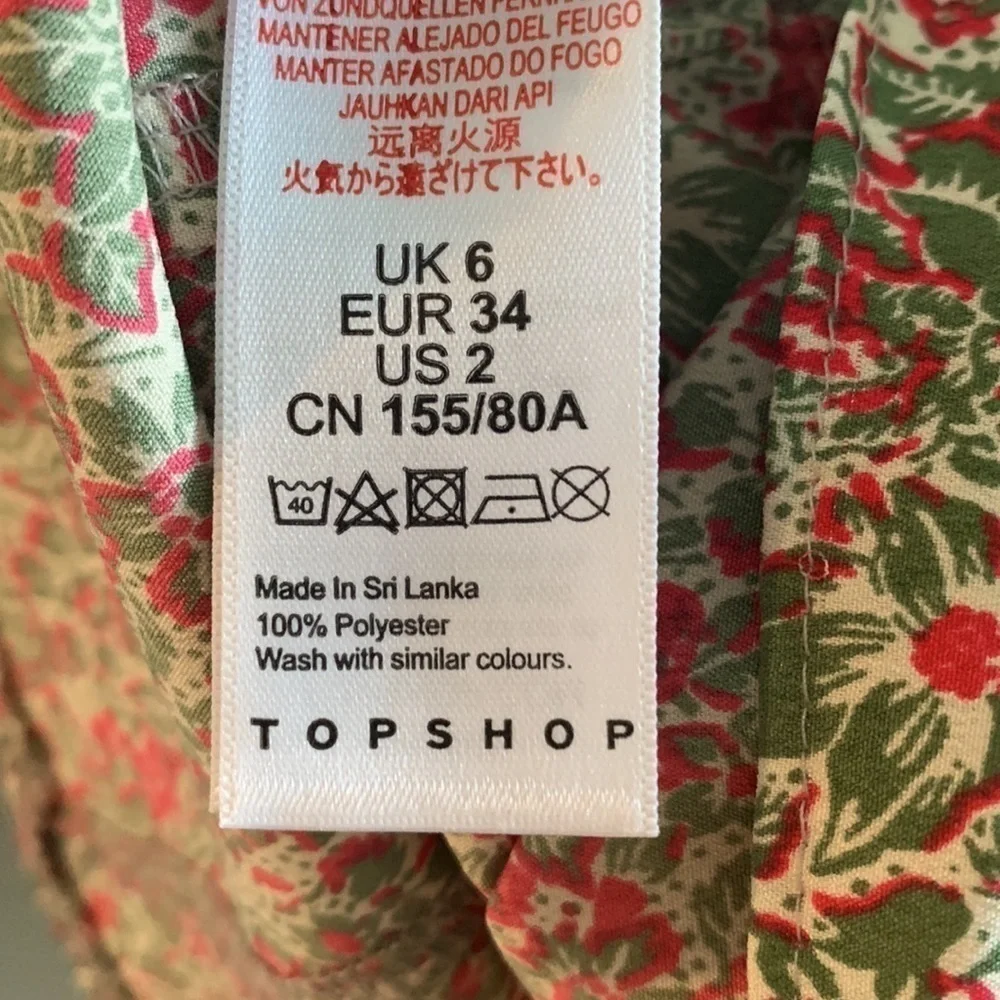 VON ZÜNDQUELLEN
MANTENER ALEJADO DEL FEUGO
MANTER AFASTADO DO FOGO
JAUHKAN DARI API
远离火源
火気から遠ざけて下さい。
UK 6
EUR 34
US 2
CN 155/80A
40
Made In Sri Lanka
100% Polyester
Wash with similar colours.
TOPSHOP